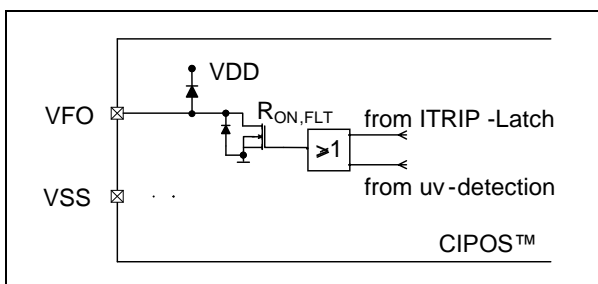 VDD
VFO
RON,FLT
from ITRIP -Latch
≥1
from uv-detection
VSS
CIPOS™